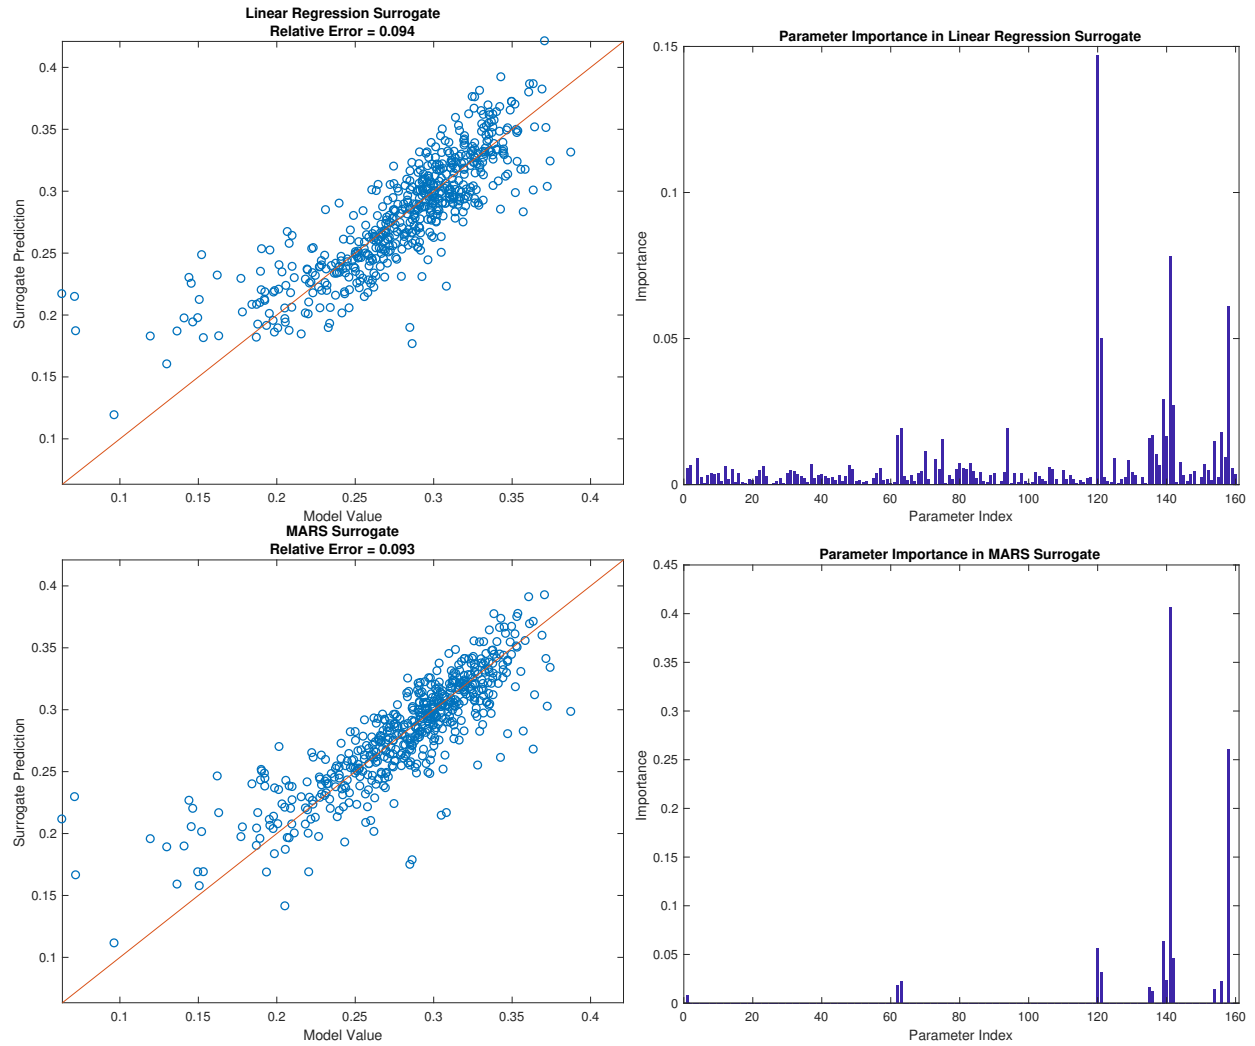 Linear Regression Surrogate
Relative Error = 0.094
0.4
0.35
0.3
0.25
0.2
0.15
0.1
Surrogate Prediction
0.1 0.15 0.2 0.25 0.3 0.35 0.4
Model Value
Parameter Importance in Linear Regression Surrogate
0.15
0.1
0.05
0
Importance
0 20 40 60 80 100 120 140 160
Parameter Index
MARS Surrogate
Relative Error = 0.093
0.4
0.35
0.3
0.25
0.2
0.15
0.1
Surrogate Prediction
0.1 0.15 0.2 0.25 0.3 0.35 0.4
Model Value
Parameter Importance in MARS Surrogate
0.45
0.4
0.35
0.3
0.25
0.2
0.15
0.1
0.05
0
Importance
0 20 40 60 80 100 120 140 160
Parameter Index